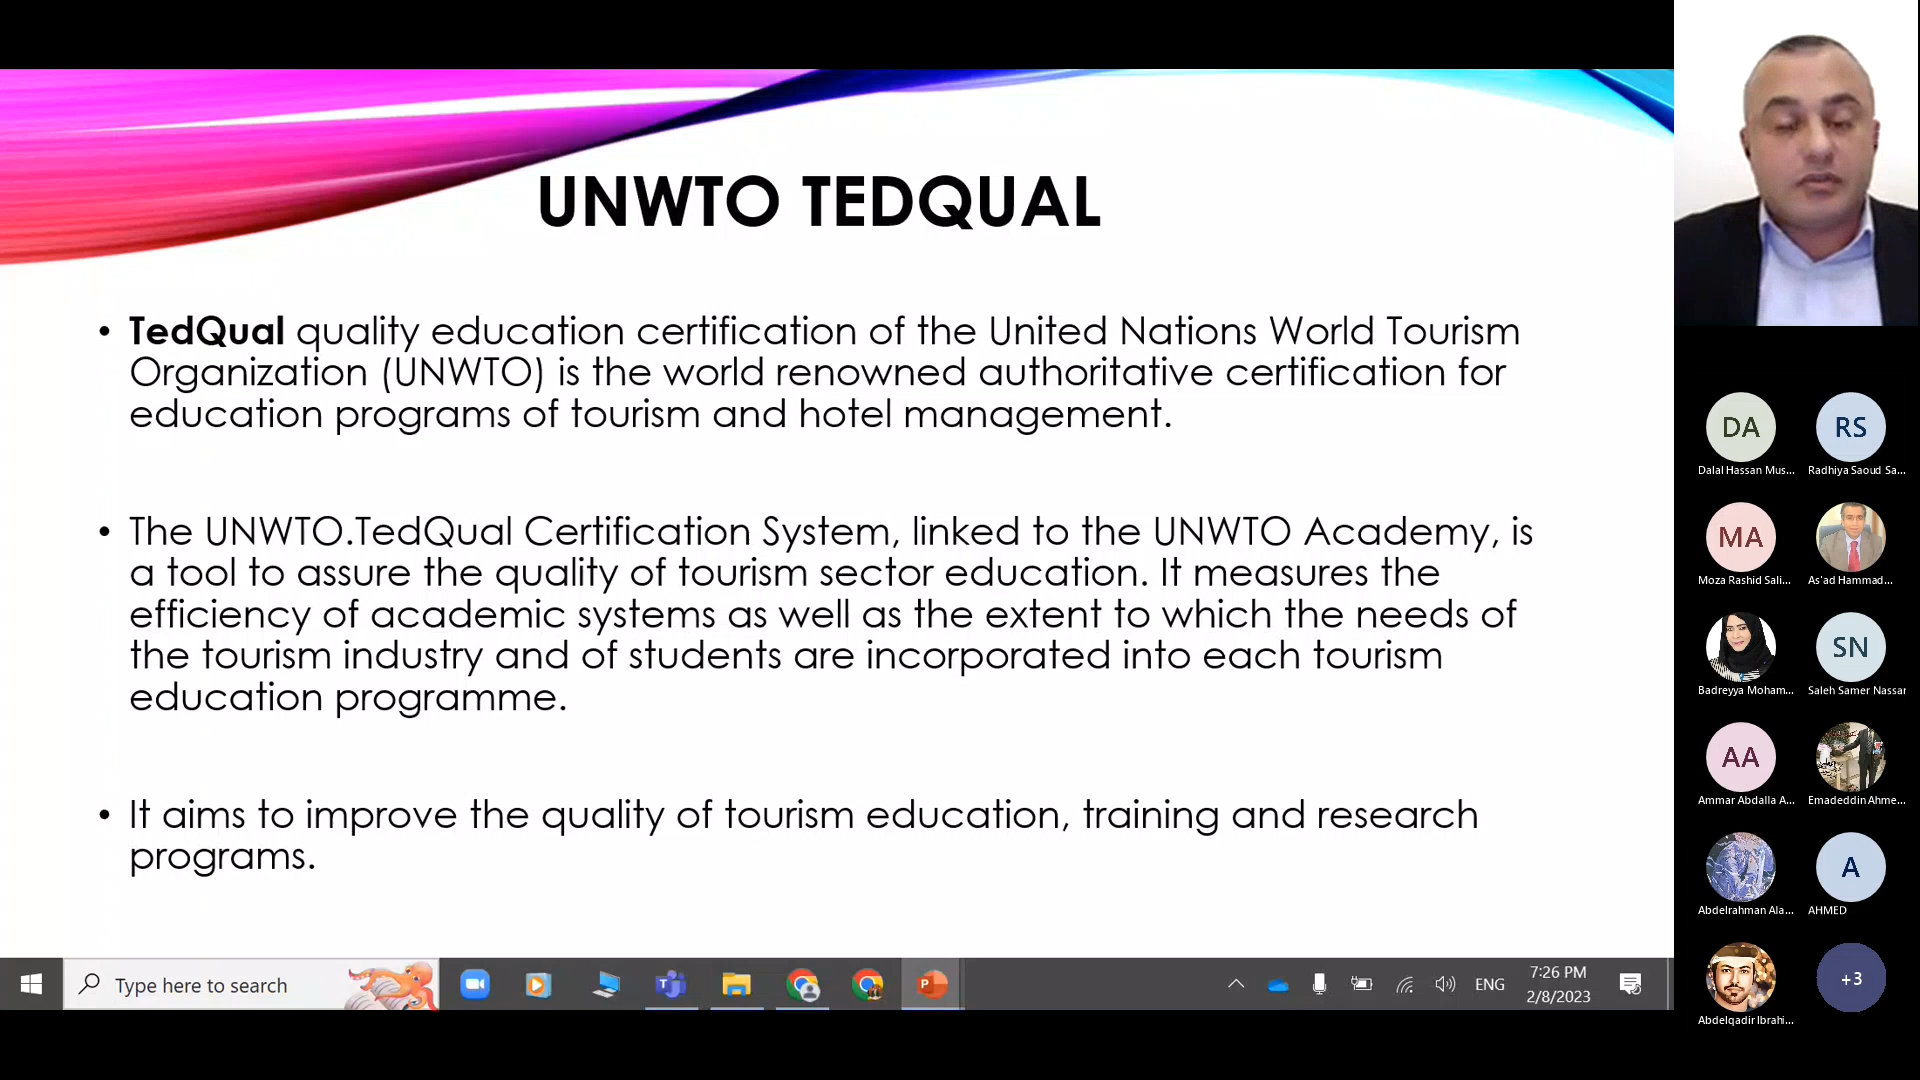 UNWTO TEDQUAL
• TedQual quality education certification of the United Nations World Tourism
Organization (UNWTO) is the world renowned authoritative certification for
education programs of tourism and hotel management.
• The UNWTO.TedQual Certification System, linked to the UNWTO Academy, is
a tool to assure the quality of tourism sector education. It measures the
efficiency of academic systems as well as the extent to which the needs of
the tourism industry and of students are incorporated into each tourism
education programme.
• It aims to improve the quality of tourism education, training and research
programs.
Type here to search
ENG
7:26 PM
2/8/2023
DA
RS
Dalal Hassan Mus...
Radhiya Saoud Sa...
MA
Moza Rashid Sali...
As'ad Hammad...
SN
Badreyya Moham...
Saleh Samer Nassar
AA
Ammar Abdalla A...
Emadeddin Ahme...
A
Abdelrahman Ala...
AHMED
+3
Abdelqadir Ibrahi...